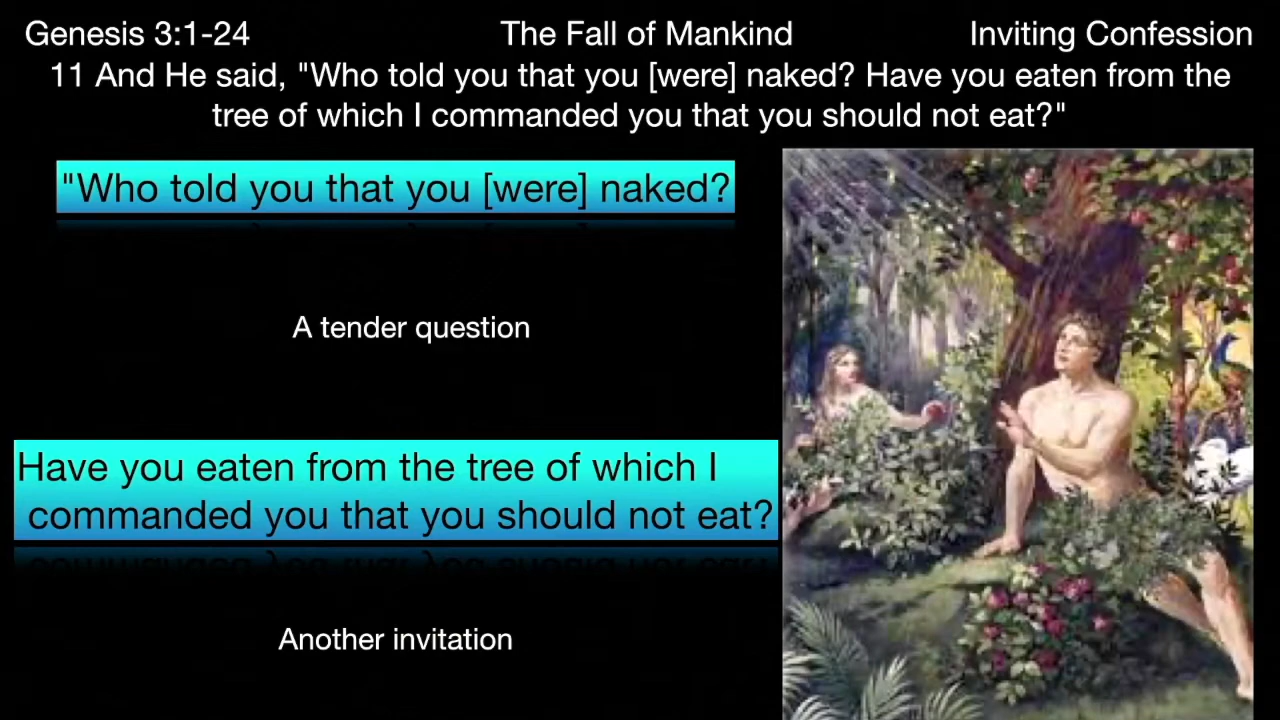 Genesis 3:1-24 The Fall of Mankind Inviting Confession
11 And He said, "Who told you that you [were] naked? Have you eaten from the
tree of which I commanded you that you should not eat?"
"Who told you that you [were] naked?
A tender question
Have you eaten from the tree of which I
commanded you that you should not eat?
Another invitation